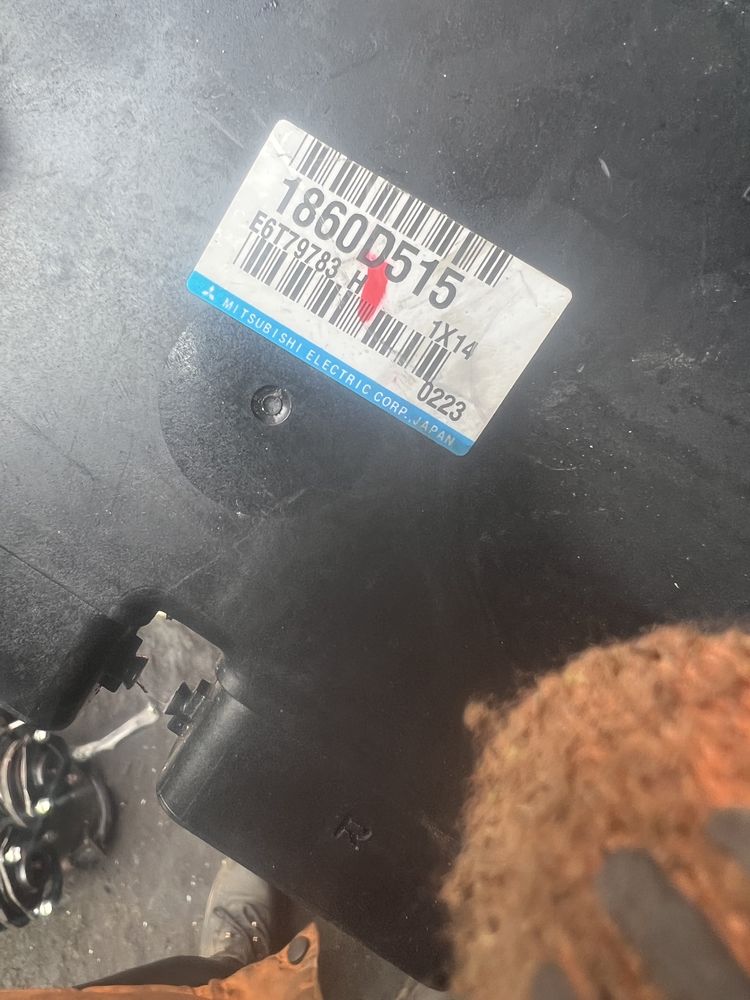 1860D515
E6T79783 H
1X14
0223
MITSUBISHI ELECTRIC CORP. JAPAN
R